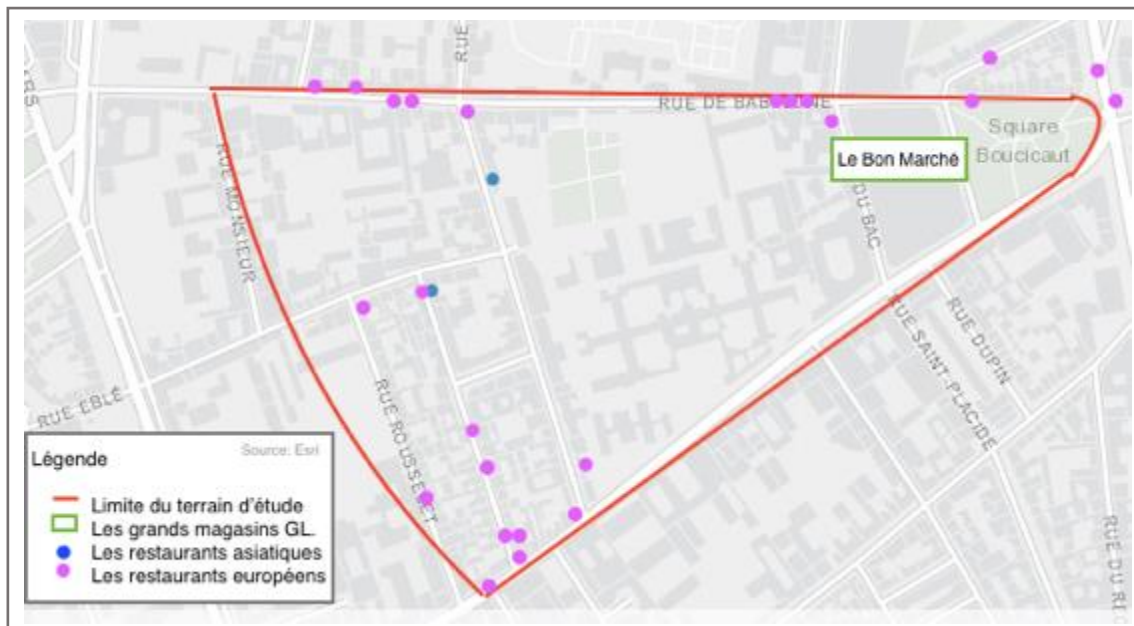 ARS
RUE
RUE DE BABYLONE
Square
Boucicaut
Le Bon Marché
RUE MONSIEUR
DU BAC
RUE DUPIN
RUE SAINT-PLACIDE
RUE EBLÉ
RUE ROUSSELET
Source: Esri
Légende
Limite du terrain d'étude
Les grands magasins GL.
Les restaurants asiatiques
Les restaurants européens